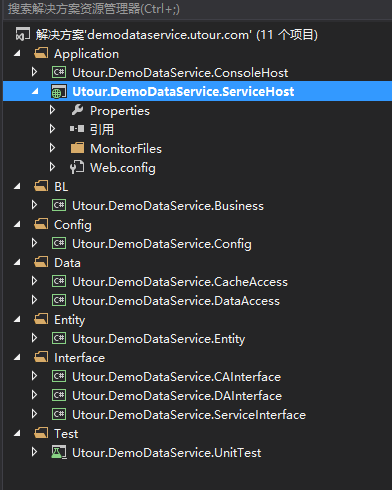 搜索解决方案资源管理器(Ctrl+;)
解决方案'demodataservice.utour.com' (11 个项目)
Application
Utour.DemoDataService.ConsoleHost
Utour.DemoDataService.ServiceHost
Properties
引用
MonitorFiles
Web.config
BL
Utour.DemoDataService.Business
Config
Utour.DemoDataService.Config
Data
Utour.DemoDataService.CacheAccess
Utour.DemoDataService.DataAccess
Entity
Utour.DemoDataService.Entity
Interface
Utour.DemoDataService.CAInterface
Utour.DemoDataService.DAInterface
Utour.DemoDataService.ServiceInterface
Test
Utour.DemoDataService.UnitTest